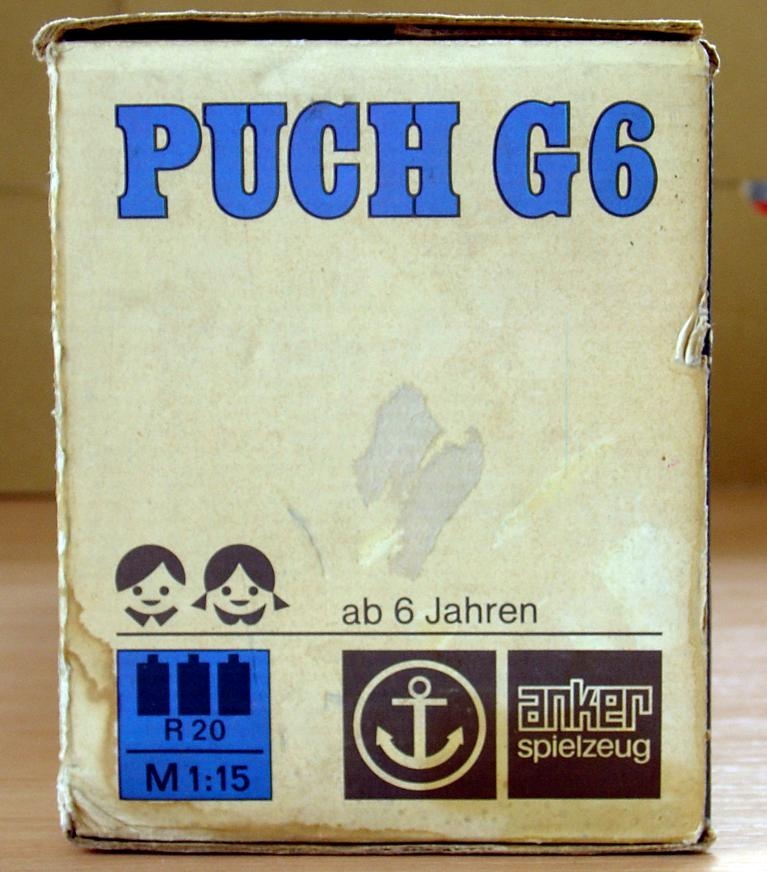 PUCH G6
ab 6 Jahren
R 20
M 1:15
anker
spielzeug